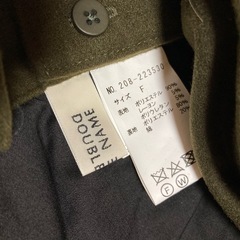 NO. 208-223530
サイズ F
表地 ポリエステル
レーヨン
ポリウレタン
裏地 ポリエステル
綿
F
W
DOUBLE
NAME